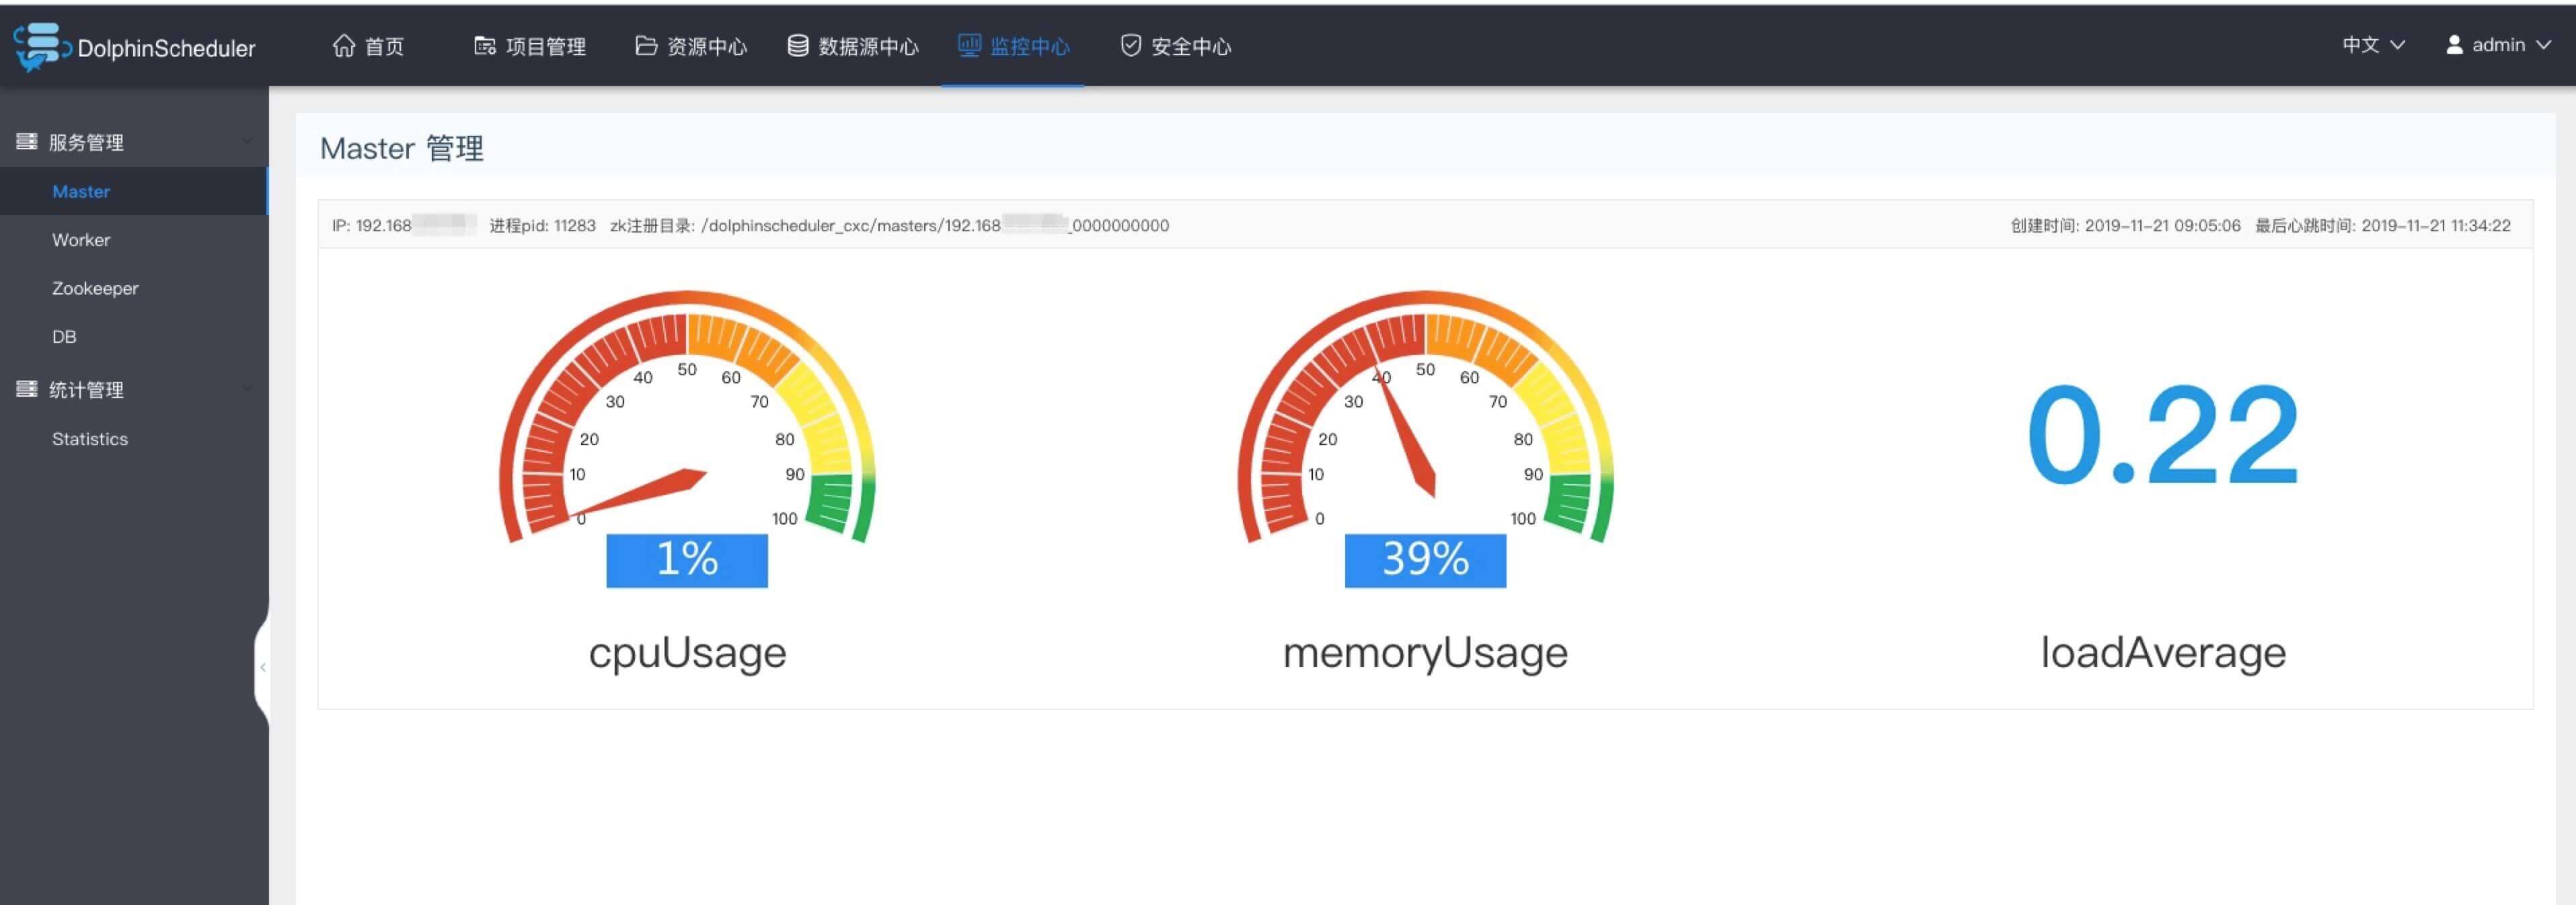 DolphinScheduler 首页 项目管理 资源中心 数据源中心 监控中心 安全中心 中文 admin
服务管理
Master
Worker
Zookeeper
DB
统计管理
Statistics
Master 管理
IP: 192.168 进程pid: 11283 zk注册目录: /dolphinscheduler_cxc/masters/192.168 _0000000000 创建时间: 2019-11-21 09:05:06 最后心跳时间: 2019-11-21 11:34:22
0 10 20 30 40 50 60 70 80 90 100
1%
cpuUsage
0 10 20 30 40 50 60 70 80 90 100
39%
memoryUsage
0.22
loadAverage